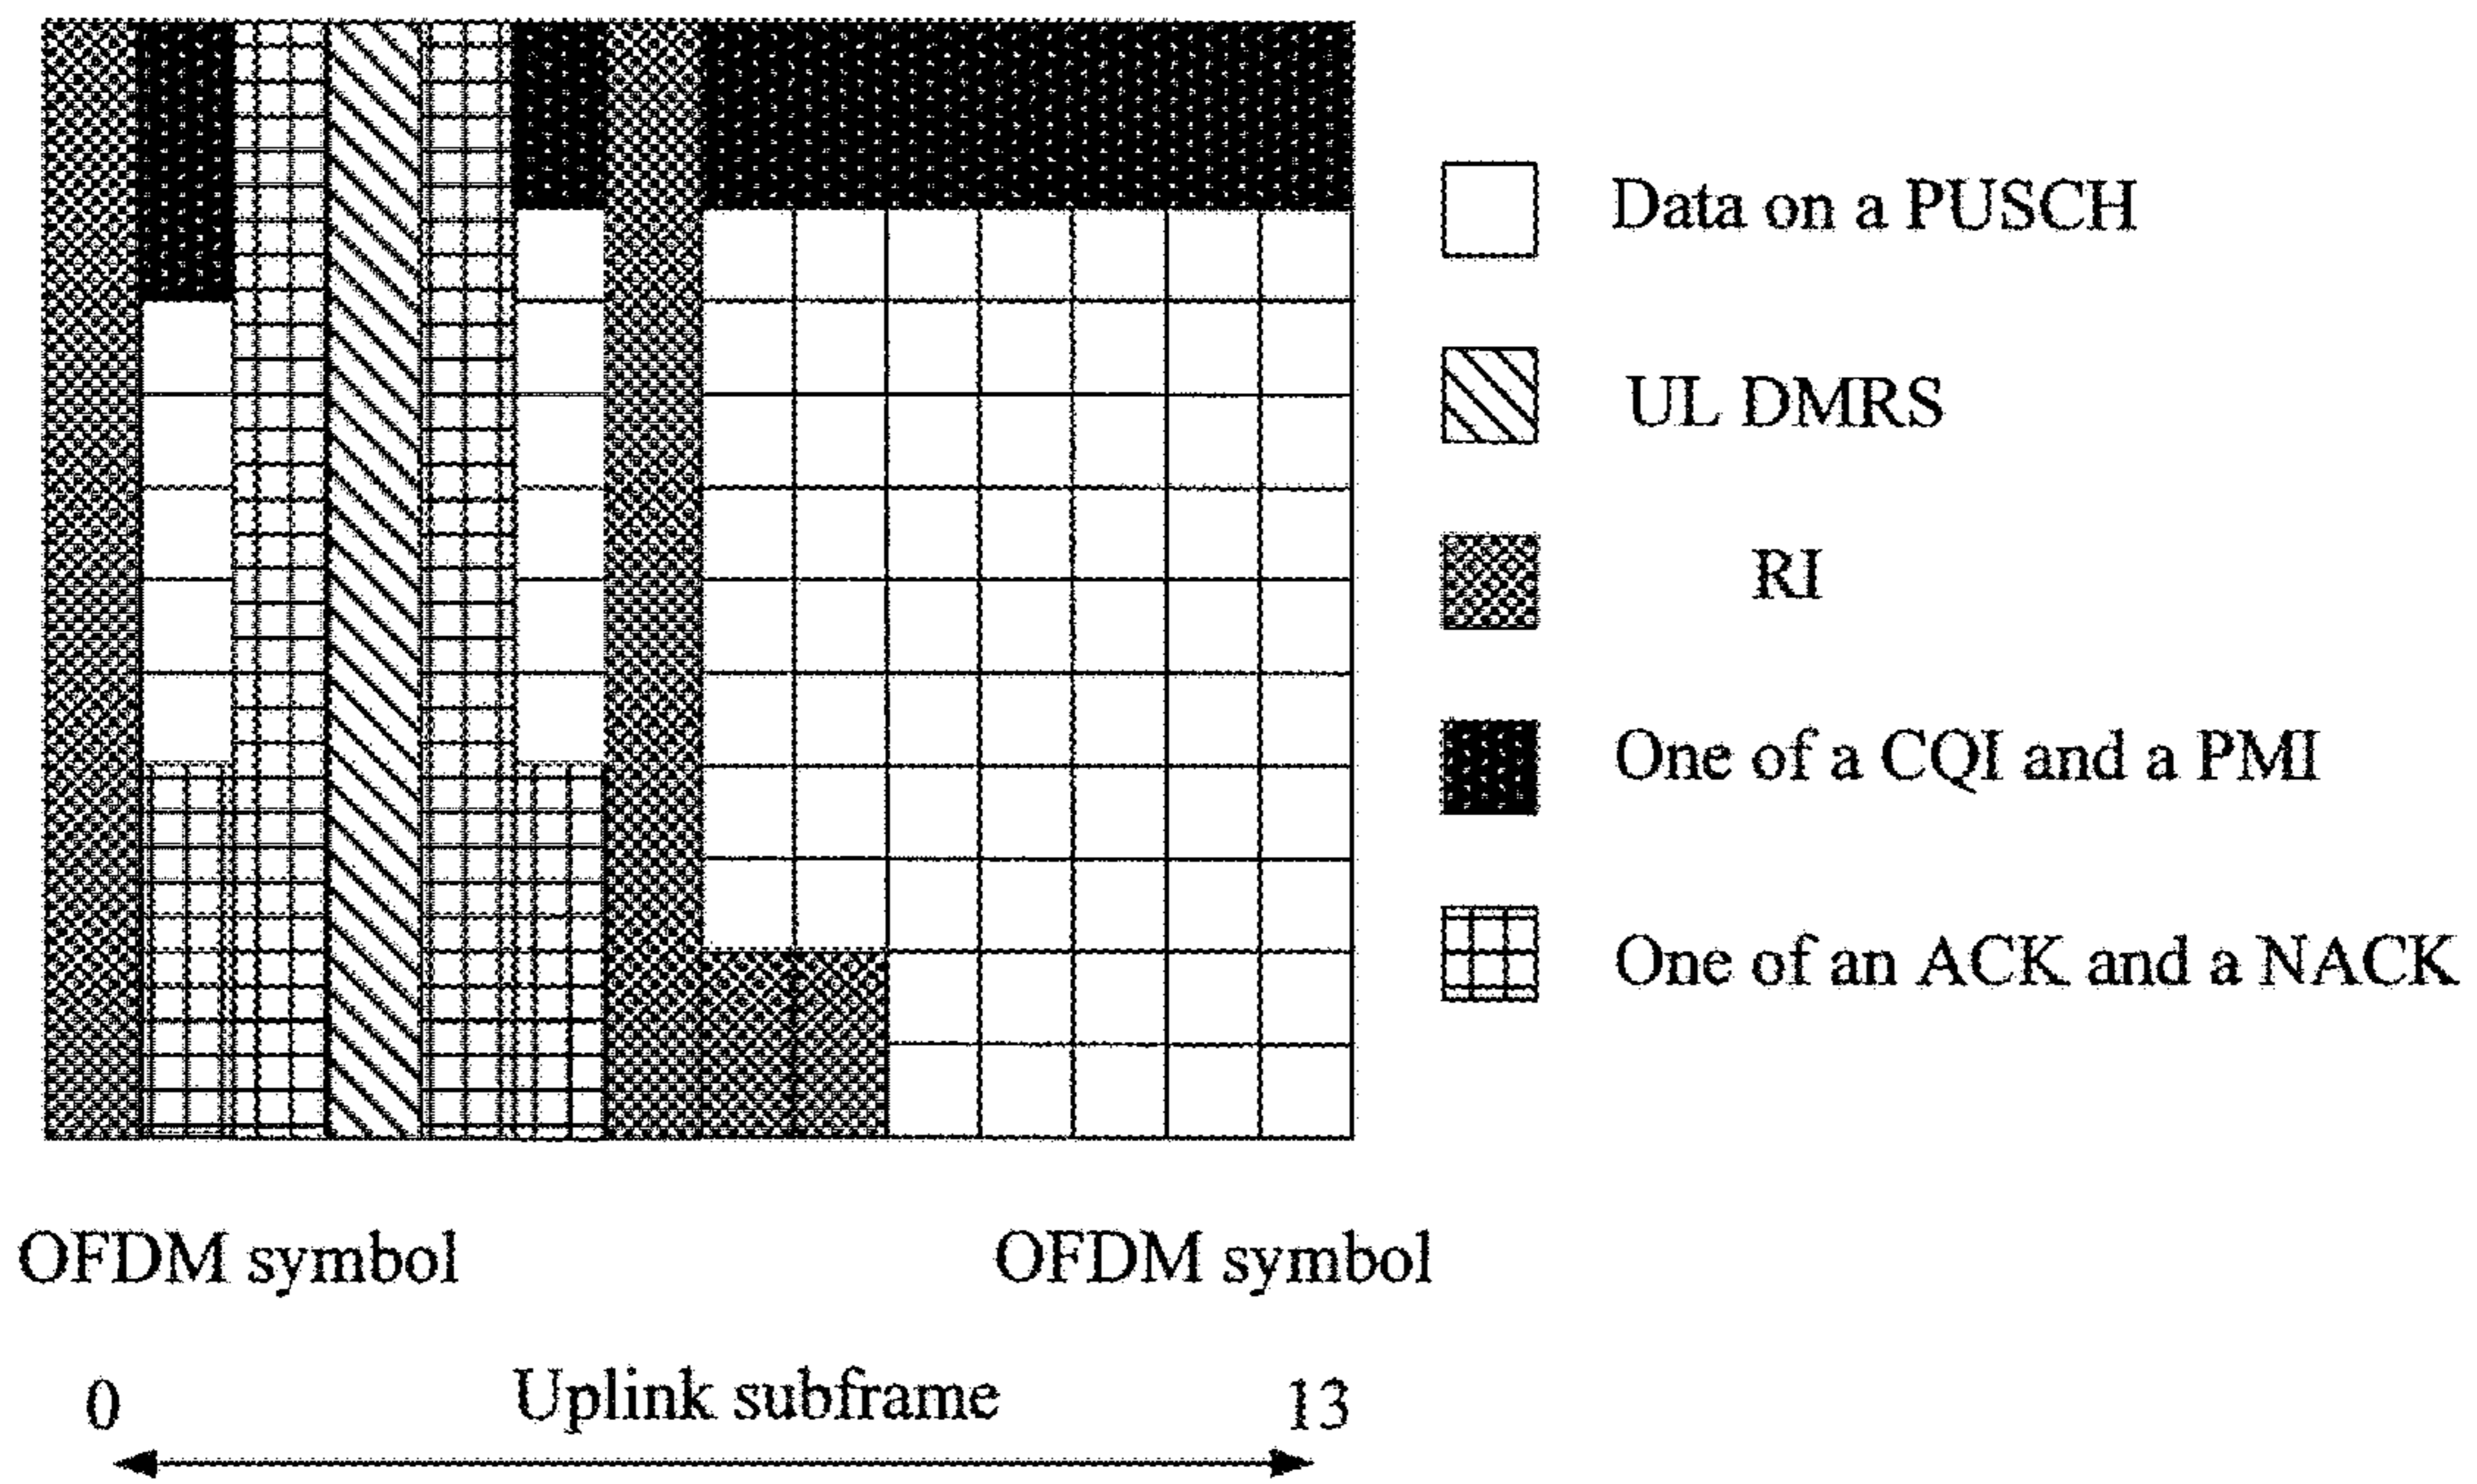 Data on a PUSCH
UL DMRS
RI
One of a CQI and a PMI
One of an ACK and a NACK
OFDM symbol OFDM symbol
0 Uplink subframe 13